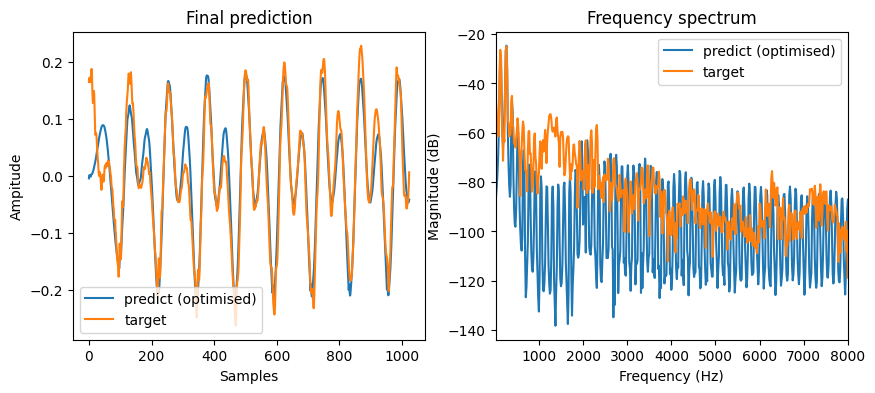 Final prediction
0.2
0.1
0.0
−0.1
−0.2
Ampitude
predict (optimised)
target
0
200
400
600
800
1000
Samples
Frequency spectrum
−20
−40
−60
−80
−100
−120
−140
Magnitude (dB)
predict (optimised)
target
1000
2000
3000
4000
5000
6000
7000
8000
Frequency (Hz)